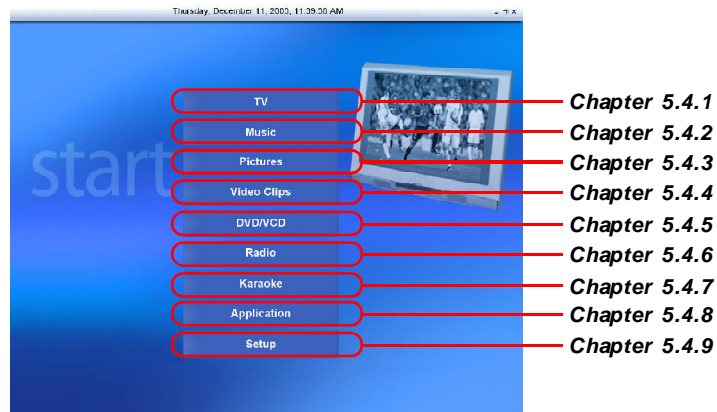 Thursday, December 11, 2003, 11:39:38 AM
start
TV
Chapter 5.4.1
Music
Chapter 5.4.2
Pictures
Chapter 5.4.3
Video Clips
Chapter 5.4.4
DVD/VCD
Chapter 5.4.5
Radio
Chapter 5.4.6
Karaoke
Chapter 5.4.7
Application
Chapter 5.4.8
Setup
Chapter 5.4.9